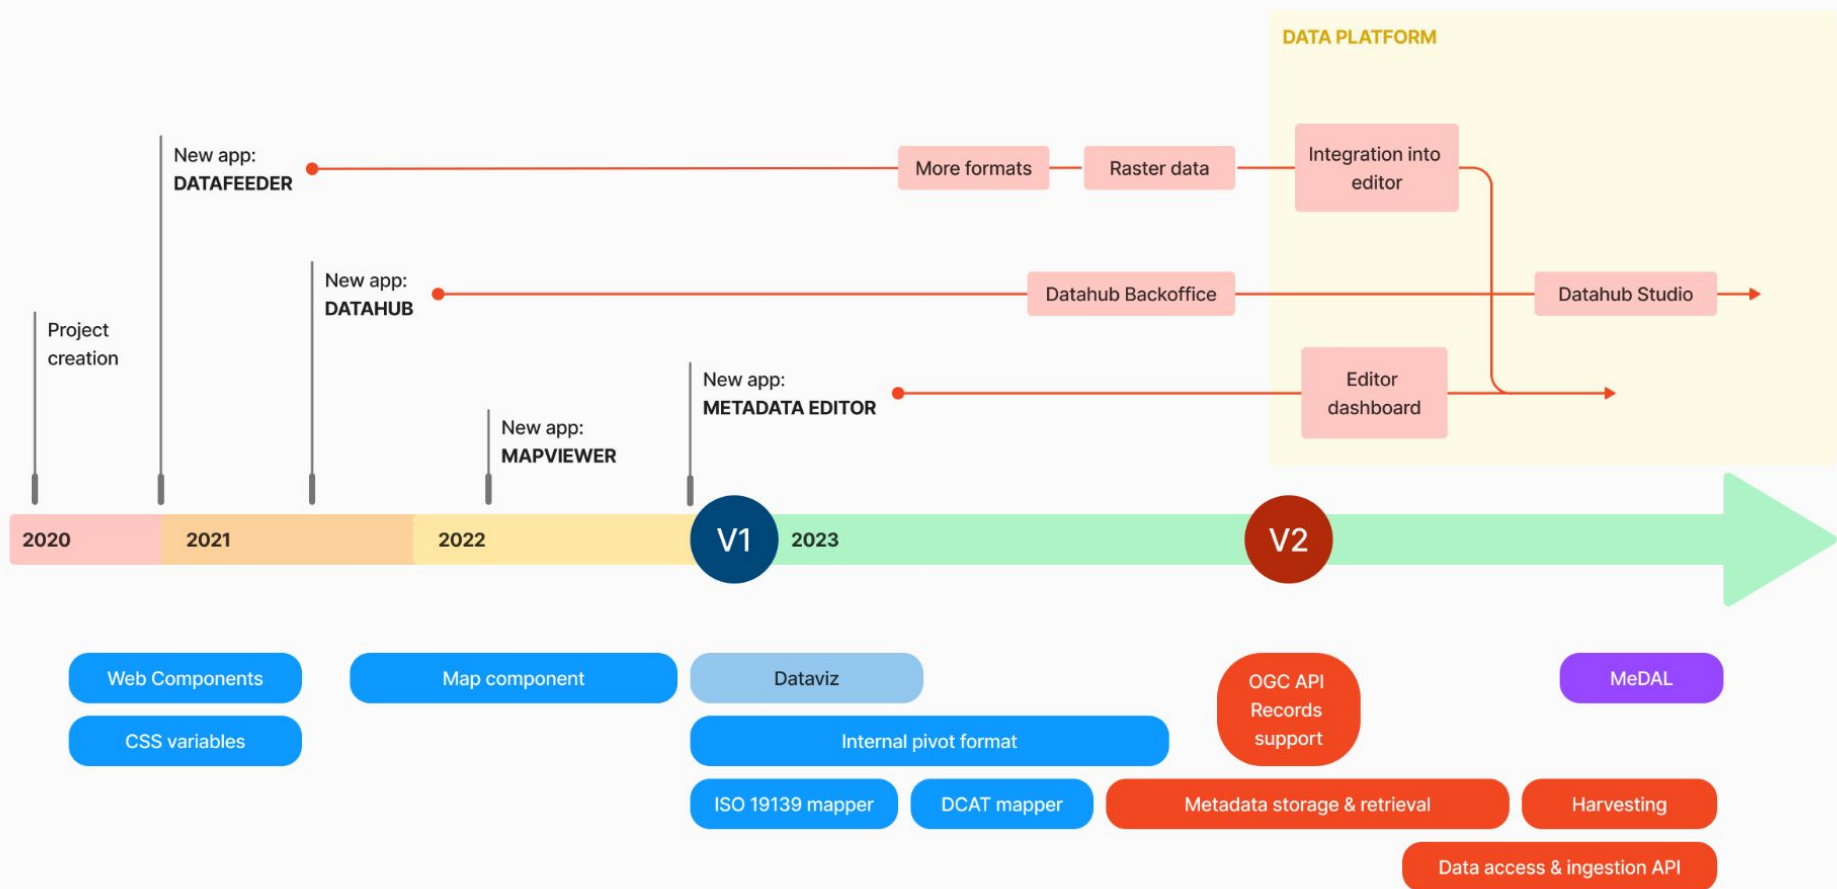 DATA PLATFORM
New app:
DATAFEEDER
More formats
Raster data
Integration into
editor
New app:
DATAHUB
Datahub Backoffice
Datahub Studio
Project
creation
New app:
METADATA EDITOR
Editor
dashboard
New app:
MAPVIEWER
2020
2021
2022
V1
2023
V2
Web Components
Map component
Dataviz
OGC API
Records
support
MeDAL
CSS variables
Internal pivot format
ISO 19139 mapper
DCAT mapper
Metadata storage & retrieval
Harvesting
Data access & ingestion API